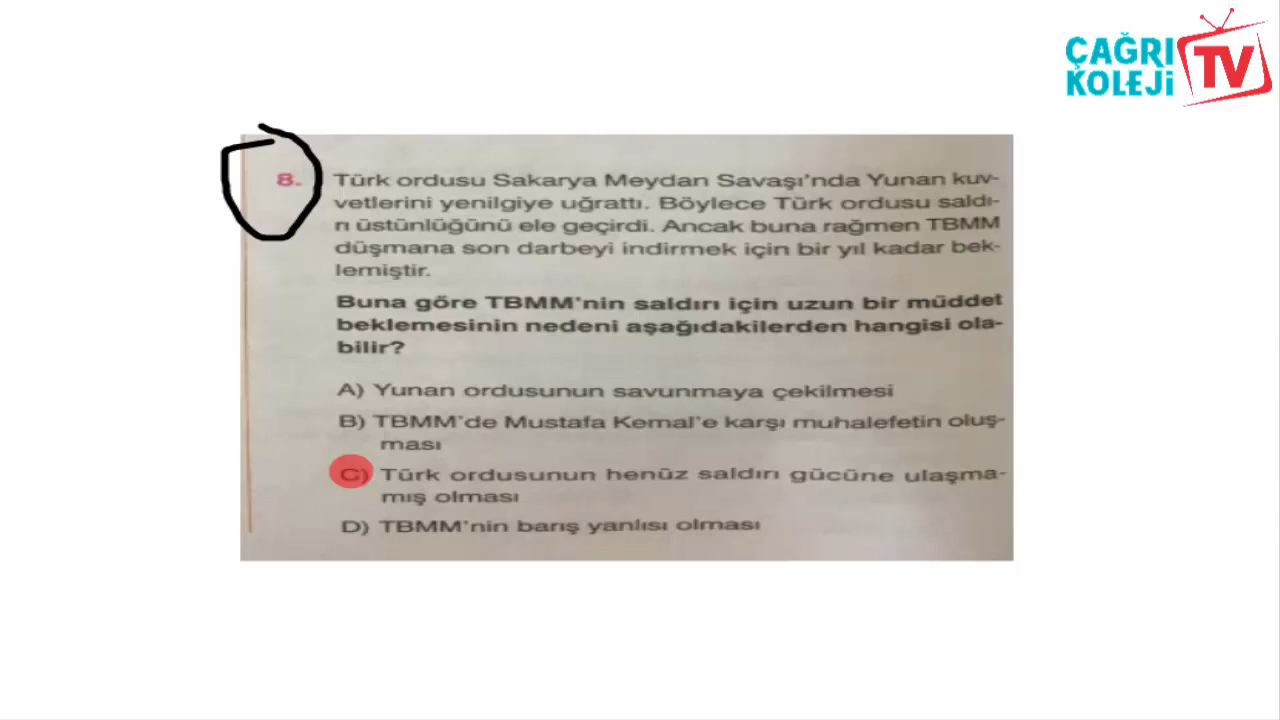 ÇAĞRI
KOLEJİ
TV
8. Türk ordusu Sakarya Meydan Savaşı'nda Yunan kuv-
vetlerini yenilgiye uğrattı. Böylece Türk ordusu saldı-
rı üstünlüğünü ele geçirdi. Ancak buna rağmen TBMM
düşmana son darbeyi indirmek için bir yıl kadar bek-
lemiştir.
Buna göre TBMM'nin saldırı için uzun bir müddet
beklemesinin nedeni aşağıdakilerden hangisi ola-
bilir?
A) Yunan ordusunun savunmaya çekilmesi
B) TBMM'de Mustafa Kemal'e karşı muhalefetin oluş-
ması
C) Türk ordusunun henüz saldırı gücüne ulaşma-
mış olması
D) TBMM'nin barış yanlısı olması